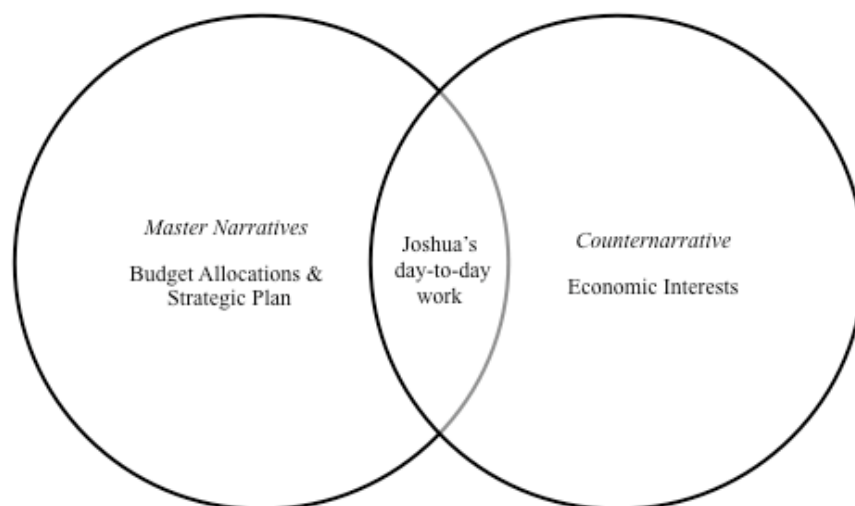 Master Narratives
Budget Allocations &
Strategic Plan
Joshua’s
day-to-day
work
Counternarrative
Economic Interests